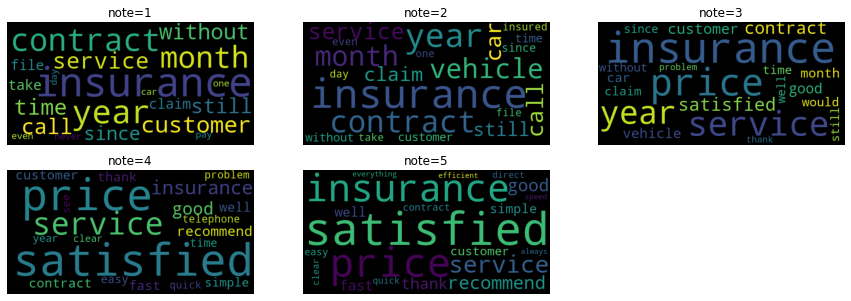 note=1
contract without
month
file service
insurance
take day car one
time year claim still
call since customer
even never pay
note=2
service year car insured
even one time since
month vehicle
day claim
insurance call
contract still file
without take customer
note=3
since customer contract
insurance
without problem time month
car price well good
claim satisfied would
year service still
vehicle thank
note=4
customer thank problem
price see insurance
good well
service telephone
recommend
year clear time
satisfied
contract easy fast quick simple
note=5
everything efficient direct
insurance good
speed
well contract simple
satisfied
easy customer always
price service
clear fast quick thank recommend